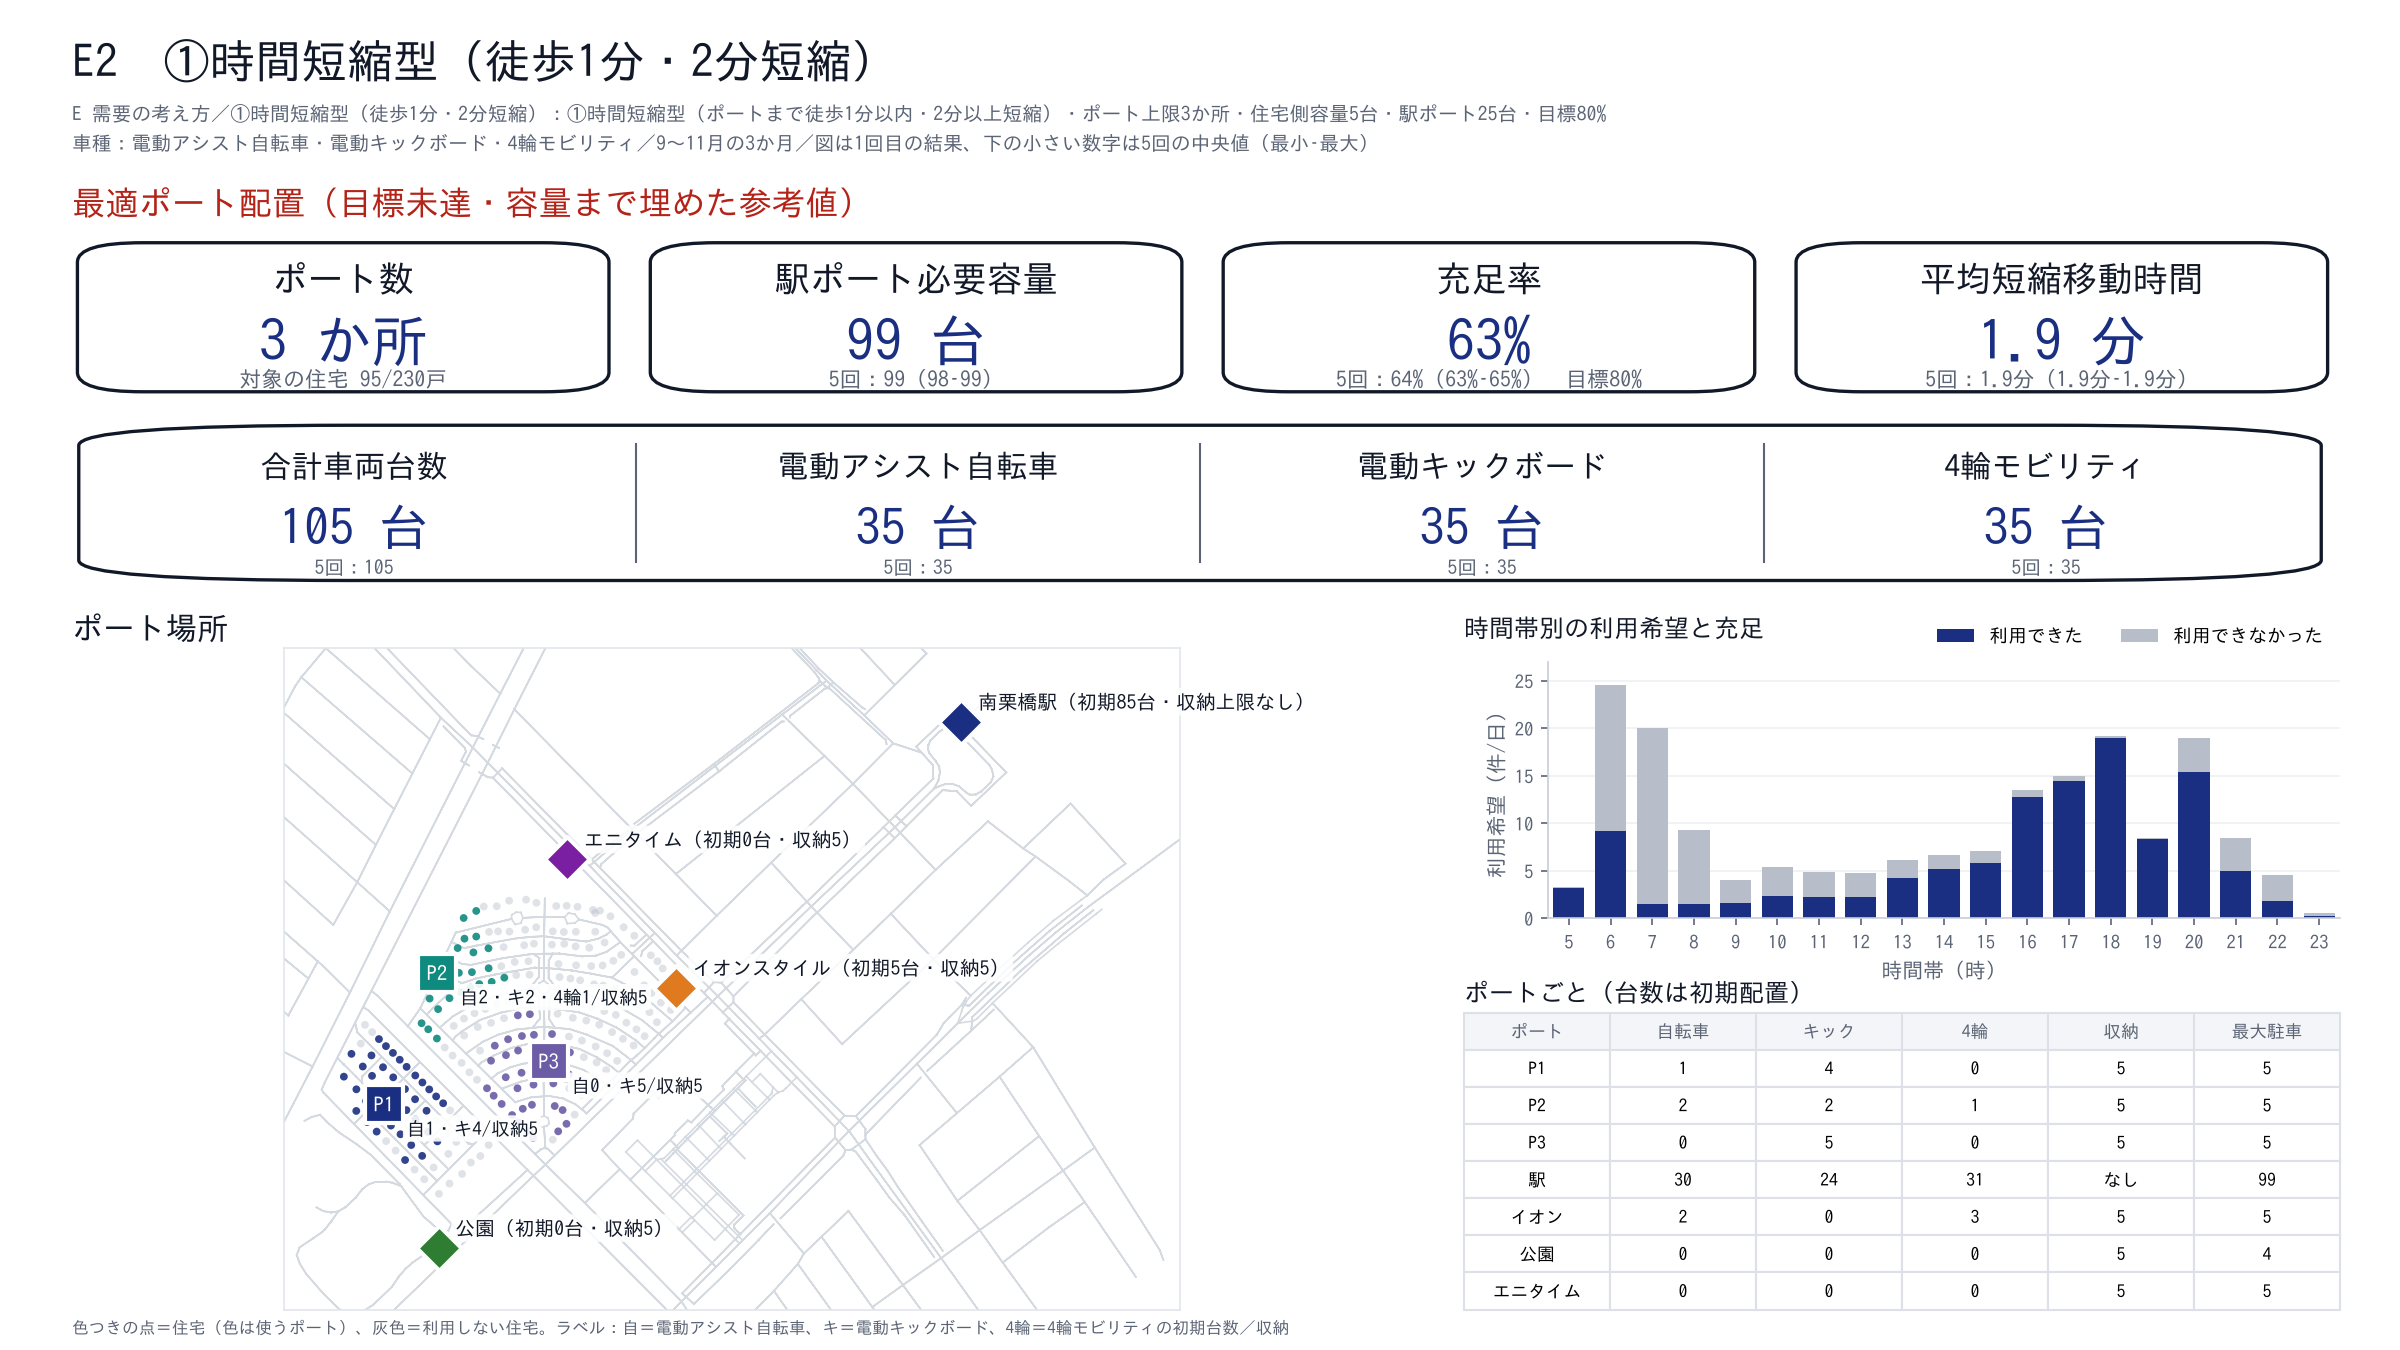 E2　①時間短縮型（徒歩1分・2分短縮）
E 需要の考え方／①時間短縮型（徒歩1分・2分短縮）：①時間短縮型（ポートまで徒歩1分以内・2分以上短縮）・ポート上限3か所・住宅側容量5台・駅ポート25台・目標80%
車種：電動アシスト自転車・電動キックボード・4輪モビリティ／9〜11月の3か月／図は1回目の結果、下の小さい数字は5回の中央値（最小-最大）
最適ポート配置（目標未達・容量まで埋めた参考値）
ポート数
3 か所
対象の住宅 95/230戸
駅ポート必要容量
99 台
5回：99（98-99）
充足率
63%
5回：64%（63%-65%）　目標80%
平均短縮移動時間
1.9 分
5回：1.9分（1.9分-1.9分）
合計車両台数
105 台
5回：105
電動アシスト自転車
35 台
5回：35
電動キックボード
35 台
5回：35
4輪モビリティ
35 台
5回：35
ポート場所
南栗橋駅（初期85台・収納上限なし）
エニタイム（初期0台・収納5）
イオンスタイル（初期5台・収納5）
P2
自2・キ2・4輪1/収納5
P3
自0・キ5/収納5
P1
自1・キ4/収納5
公園（初期0台・収納5）
色つきの点＝住宅（色は使うポート）、灰色＝利用しない住宅。ラベル：自＝電動アシスト自転車、キ＝電動キックボード、4輪＝4輪モビリティの初期台数／収納
時間帯別の利用希望と充足
利用できた 利用できなかった
利用希望（件/日）
25
20
15
10
5
0
5 6 7 8 9 10 11 12 13 14 15 16 17 18 19 20 21 22 23
時間帯（時）
ポートごと（台数は初期配置）
ポート 自転車 キック 4輪 収納 最大駐車
P1 1 4 0 5 5
P2 2 2 1 5 5
P3 0 5 0 5 5
駅 30 24 31 なし 99
イオン 2 0 3 5 5
公園 0 0 0 5 4
エニタイム 0 0 0 5 5